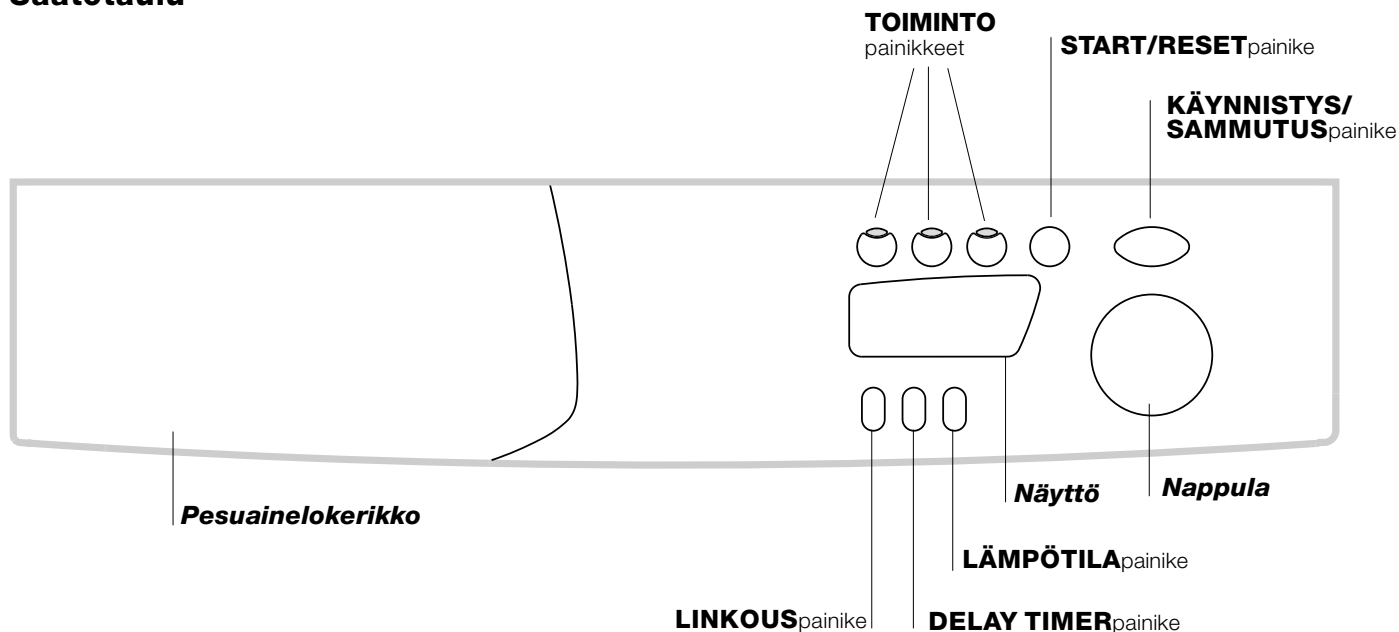 Säätötaulu
TOIMINTO
painikkeet
START/RESETpainike
KÄYNNISTYS/
SAMMUTUSpainike
Pesuainelokerikko
Näyttö
Nappula
LÄMPÖTILApainike
LINKOUSpainike
DELAY TIMERpainike